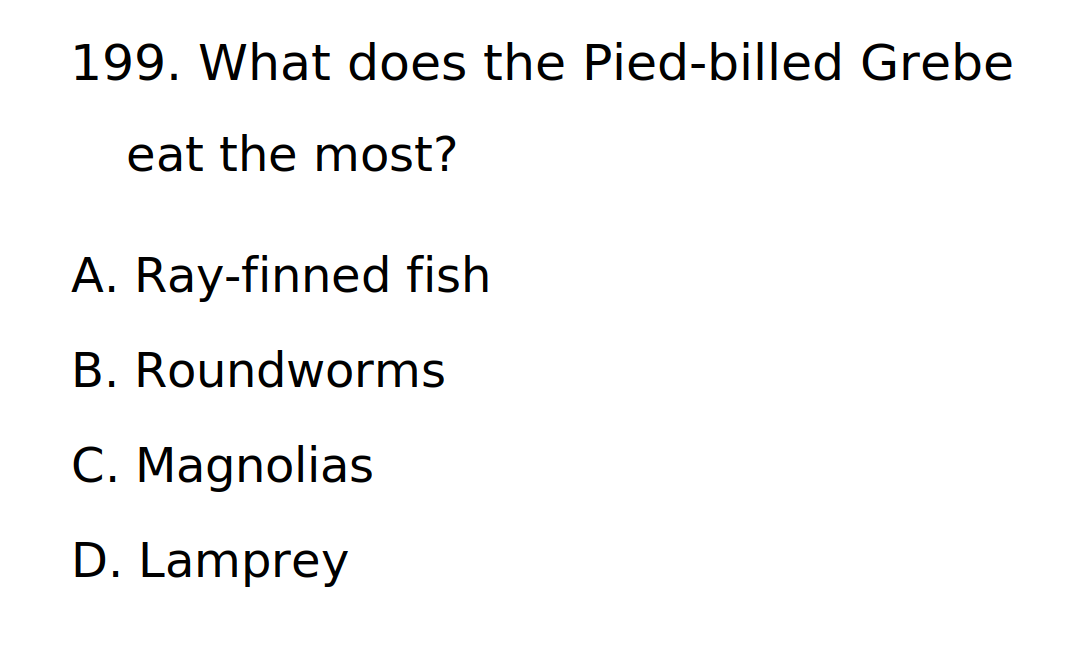 199. What does the Pied-billed Grebe
eat the most?
A. Ray-finned fish
B. Roundworms
C. Magnolias
D. Lamprey